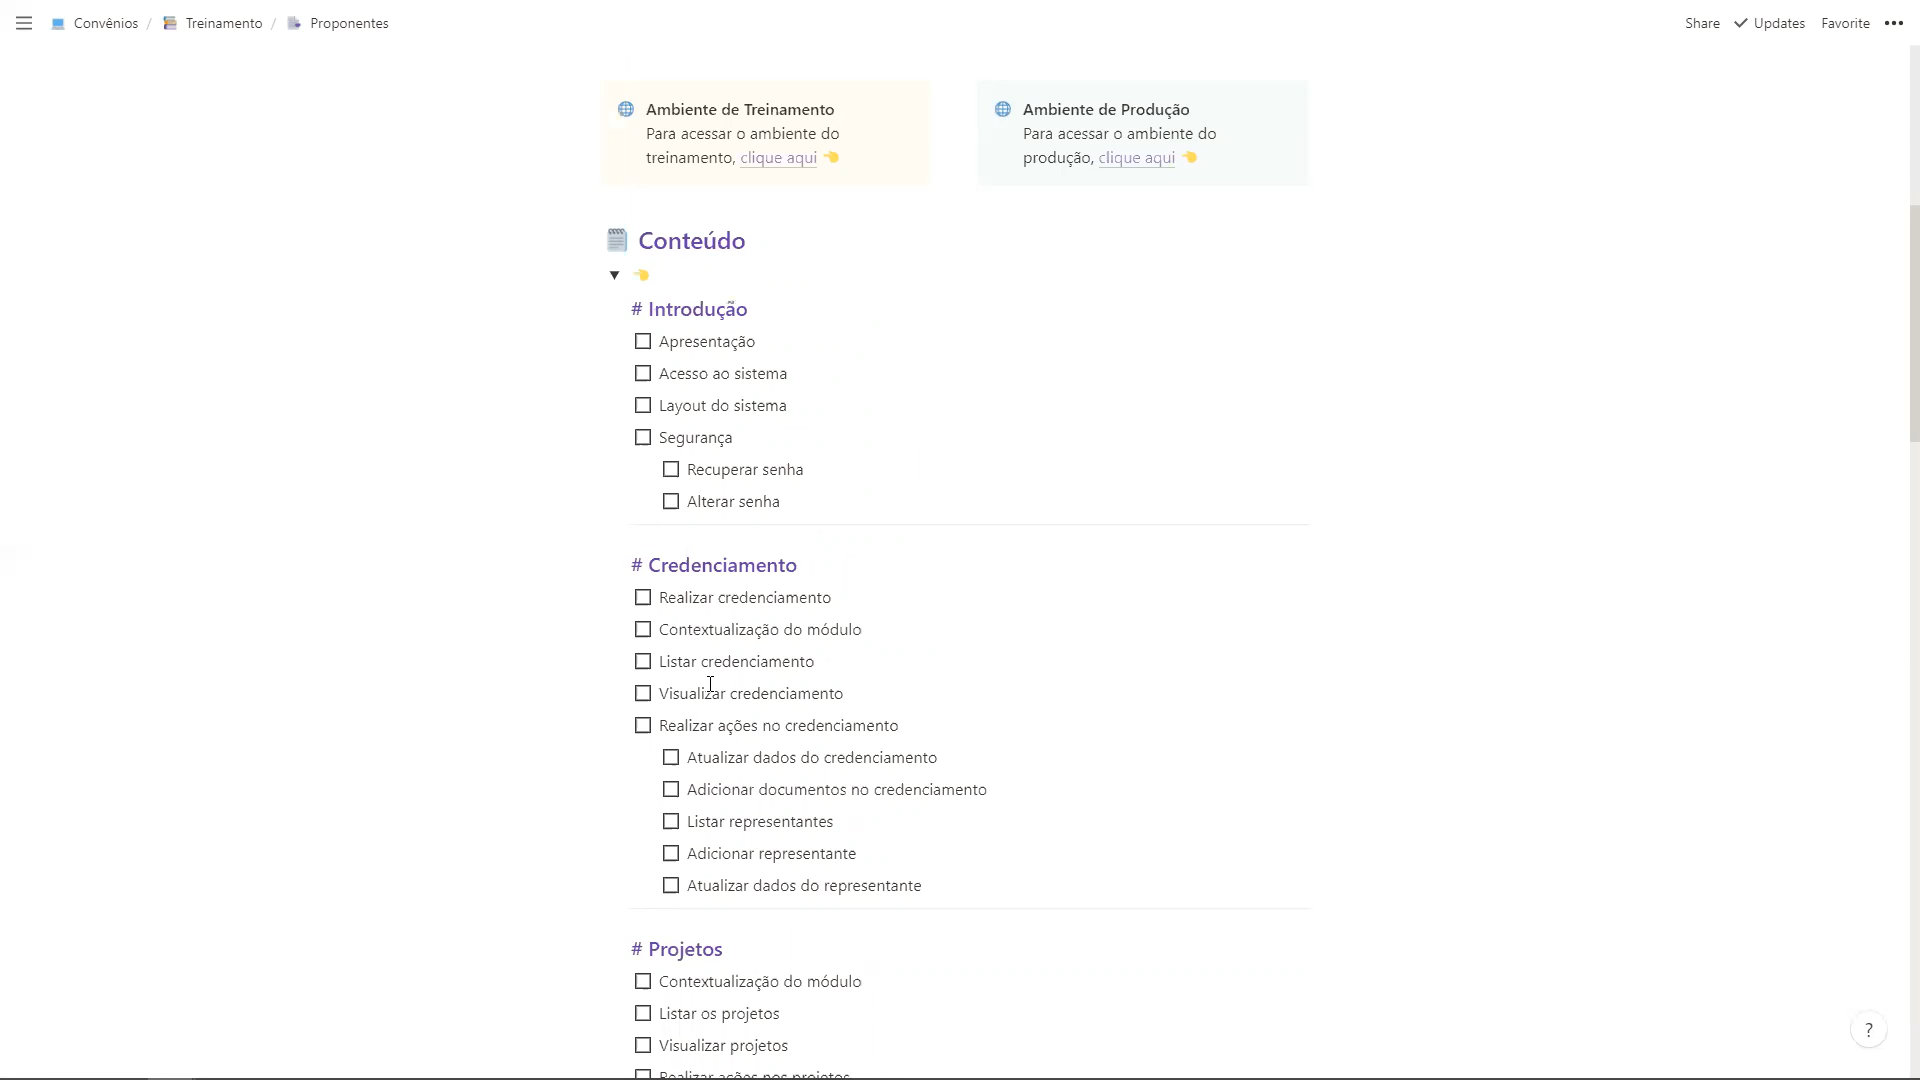 Convênios / Treinamento / Proponentes
Share Updates Favorite •••
Ambiente de Treinamento
Para acessar o ambiente do
treinamento, clique aqui
Ambiente de Produção
Para acessar o ambiente do
produção, clique aqui
Conteúdo
# Introdução
Apresentação
Acesso ao sistema
Layout do sistema
Segurança
Recuperar senha
Alterar senha
# Credenciamento
Realizar credenciamento
Contextualização do módulo
Listar credenciamento
Visualizar credenciamento
Realizar ações no credenciamento
Atualizar dados do credenciamento
Adicionar documentos no credenciamento
Listar representantes
Adicionar representante
Atualizar dados do representante
# Projetos
Contextualização do módulo
Listar os projetos
Visualizar projetos
Realizar ações nos projetos
?